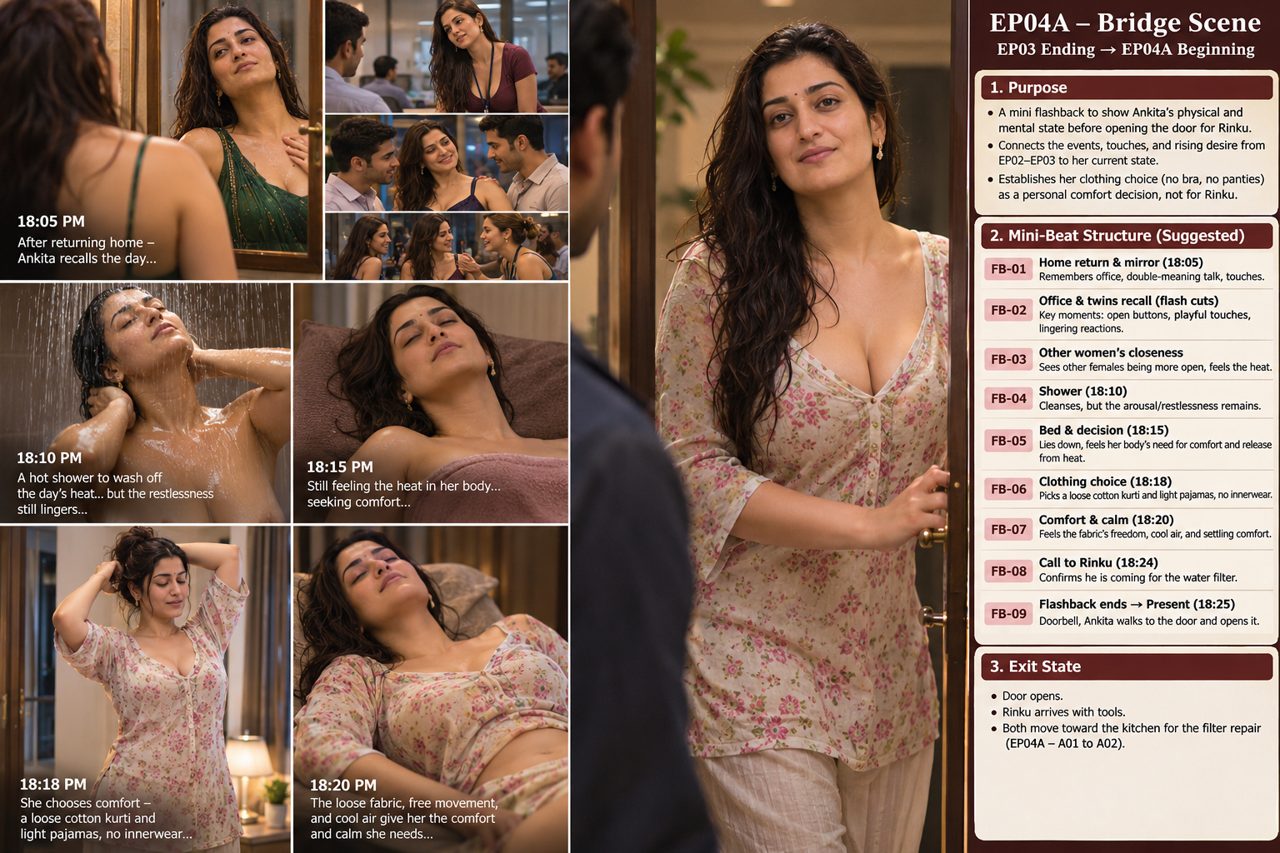 18:05 PM
After returning home –
Ankita recalls the day...
18:10 PM
A hot shower to wash off
the day's heat... but the restlessness
still lingers...
18:15 PM
Still feeling the heat in her body...
seeking comfort...
18:18 PM
She chooses comfort –
a loose cotton kurti and
light pajamas, no innerwear...
18:20 PM
The loose fabric, free movement,
and cool air give her the comfort
and calm she needs...
EP04A – Bridge Scene
EP03 Ending → EP04A Beginning
1. Purpose
• A mini flashback to show Ankita's physical and
mental state before opening the door for Rinku.
• Connects the events, touches, and rising desire from
EP02–EP03 to her current state.
• Establishes her clothing choice (no bra, no panties)
as a personal comfort decision, not for Rinku.
2. Mini-Beat Structure (Suggested)
FB-01 Home return & mirror (18:05)
Remembers office, double-meaning talk, touches.
FB-02 Office & twins recall (flash cuts)
Key moments: open buttons, playful touches,
lingering reactions.
FB-03 Other women's closeness
Sees other females being more open, feels the heat.
FB-04 Shower (18:10)
Cleanses, but the arousal/restlessness remains.
FB-05 Bed & decision (18:15)
Lies down, feels her body's need for comfort and release
from heat.
FB-06 Clothing choice (18:18)
Picks a loose cotton kurti and light pajamas, no innerwear.
FB-07 Comfort & calm (18:20)
Feels the fabric's freedom, cool air, and settling comfort.
FB-08 Call to Rinku (18:24)
Confirms he is coming for the water filter.
FB-09 Flashback ends → Present (18:25)
Doorbell, Ankita walks to the door and opens it.
3. Exit State
• Door opens.
• Rinku arrives with tools.
• Both move toward the kitchen for the filter repair
(EP04A – A01 to A02).